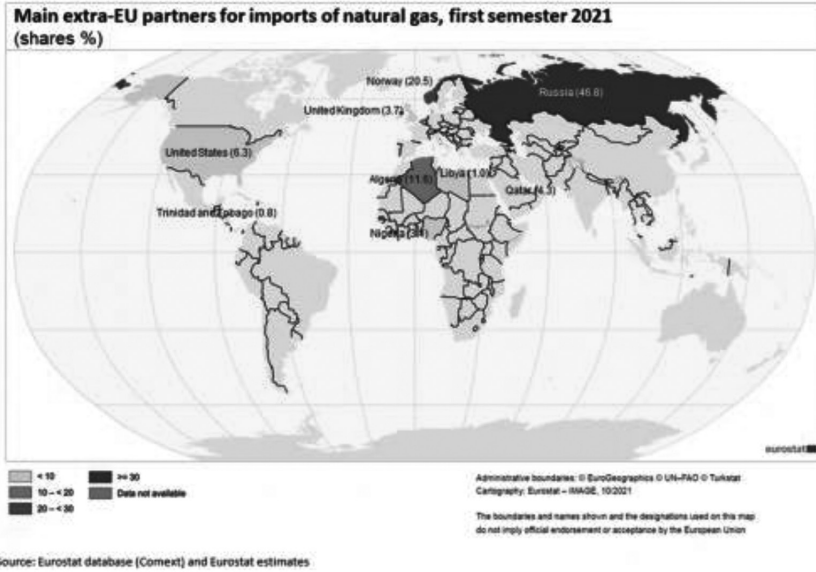 Main extra-EU partners for imports of natural gas, first semester 2021
(shares %)
Norway (20.5)
Russia (46.8)
United Kingdom (3.7)
United States (6.3)
Algeria (11.6)
Libya (1.0)
Qatar (4.3)
Trinidad and Tobago (0.8)
Nigeria
eurostat
< 10
>= 30
10 – < 20
Data not available
20 – < 30
Administrative boundaries: © EuroGeographics © UN–FAO © Turkstat
Cartography: Eurostat – IMAGE, 10/2021
The boundaries and names shown and the designations used on this map
do not imply official endorsement or acceptance by the European Union
Source: Eurostat database (Comext) and Eurostat estimates